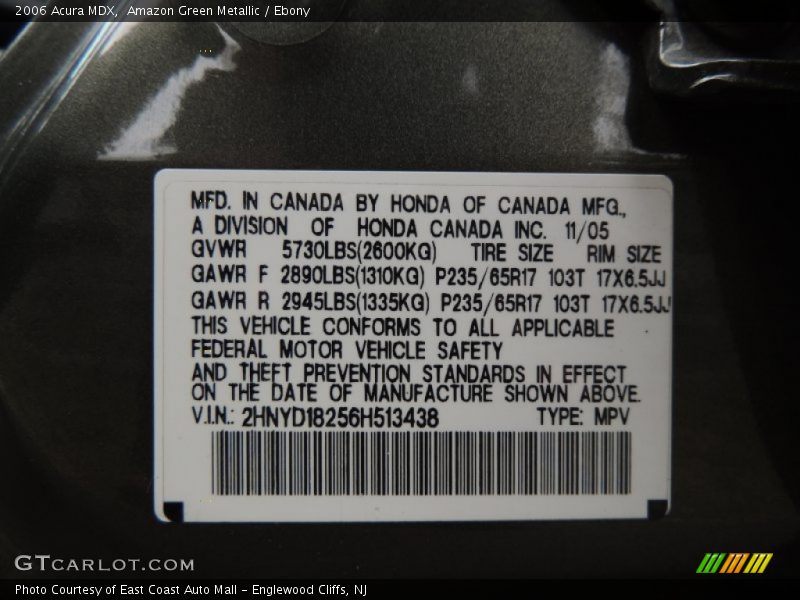 2006 Acura MDX,  Amazon Green Metallic / Ebony
MFD. IN CANADA BY HONDA OF CANADA MFG.,
A DIVISION OF HONDA CANADA INC. 11/05
GVWR 5730LBS(2600KG) TIRE SIZE RIM SIZE
GAWR F 2890LBS(1310KG) P235/65R17 103T 17X6.5JJ
GAWR R 2945LBS(1335KG) P235/65R17 103T 17X6.5JJ
THIS VEHICLE CONFORMS TO ALL APPLICABLE
FEDERAL MOTOR VEHICLE SAFETY
AND THEFT PREVENTION STANDARDS IN EFFECT
ON THE DATE OF MANUFACTURE SHOWN ABOVE.
V.I.N.: 2HNYD18256H513438 TYPE: MPV
GTCARLOT.COM
Photo Courtesy of East Coast Auto Mall - Englewood Cliffs, NJ